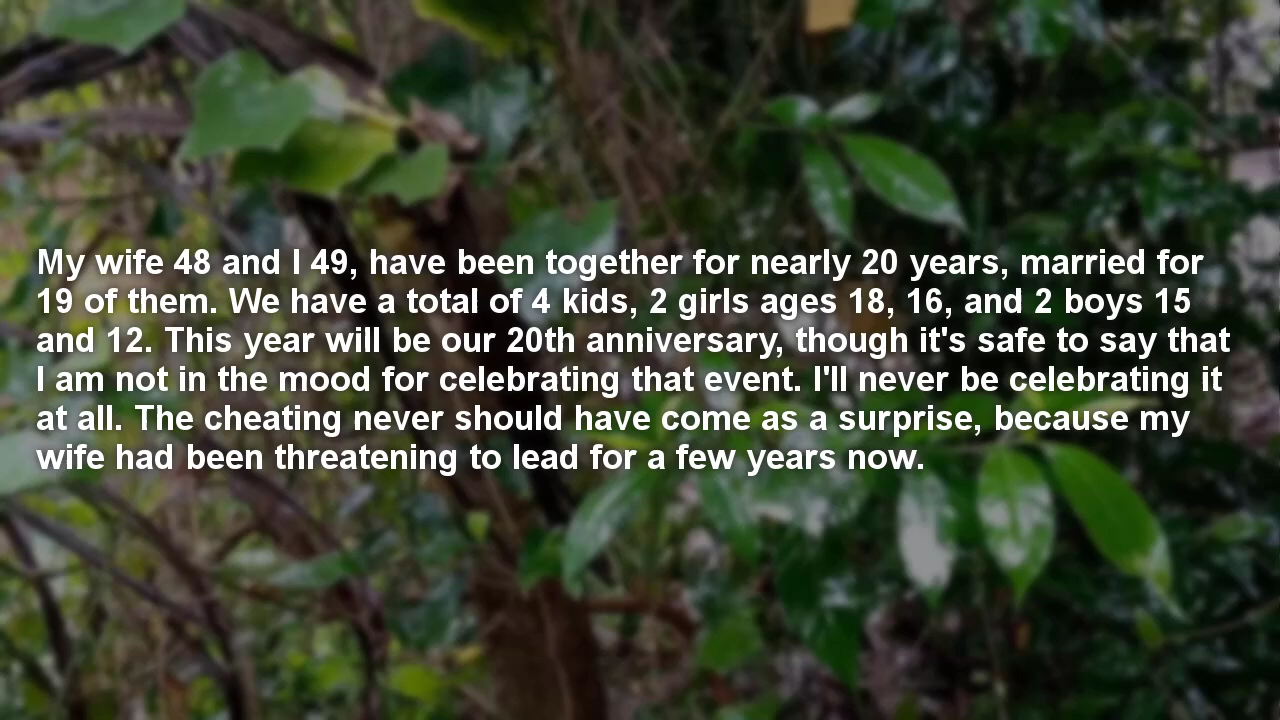 My wife 48 and I 49, have been together for nearly 20 years, married for
19 of them. We have a total of 4 kids, 2 girls ages 18, 16, and 2 boys 15
and 12. This year will be our 20th anniversary, though it's safe to say that
I am not in the mood for celebrating that event. I'll never be celebrating it
at all. The cheating never should have come as a surprise, because my
wife had been threatening to lead for a few years now.